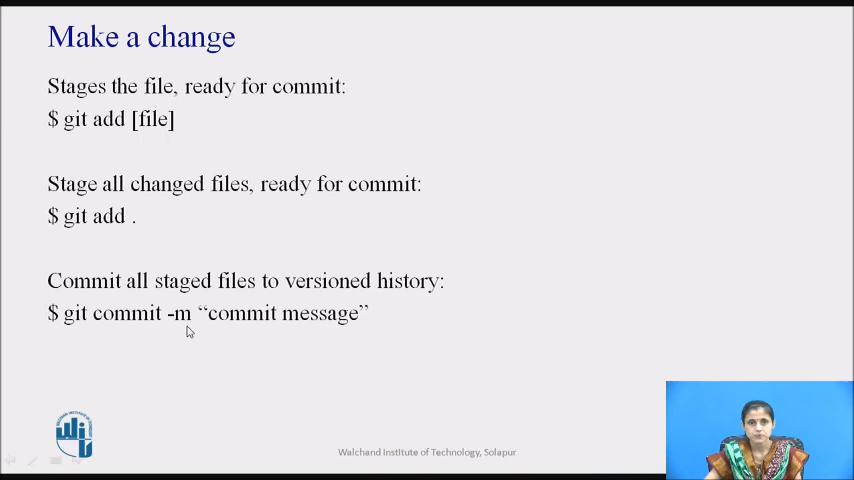 Make a change
Stages the file, ready for commit:
$ git add [file]
Stage all changed files, ready for commit:
$ git add .
Commit all staged files to versioned history:
$ git commit -m “commit message”
Walchand Institute of Technology, Solapur